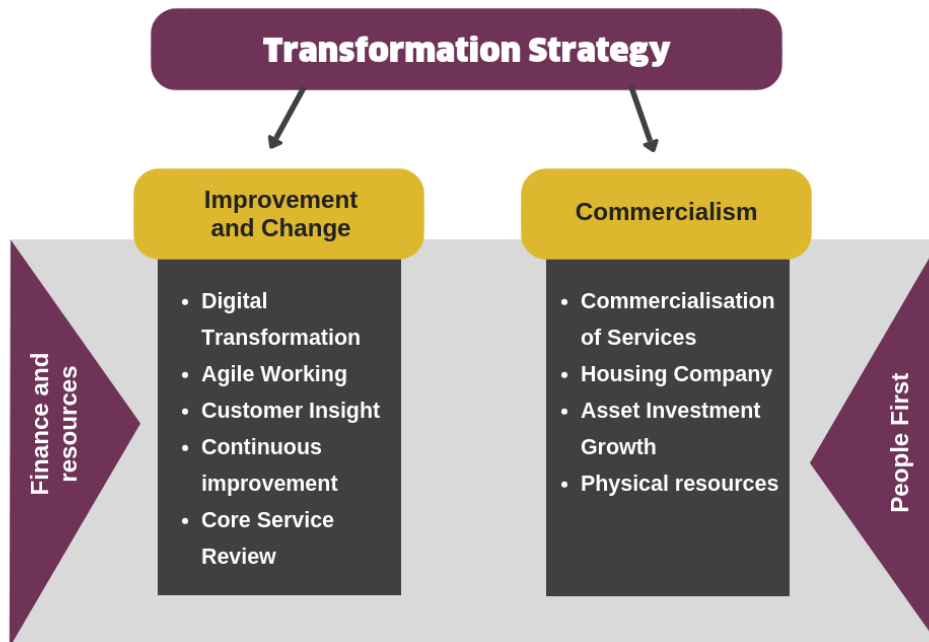 Transformation Strategy
Improvement
and Change
Commercialism
Finance and
resources
• Digital
Transformation
• Agile Working
• Customer Insight
• Continuous
improvement
• Core Service
Review
• Commercialisation
of Services
• Housing Company
• Asset Investment
Growth
• Physical resources
People First